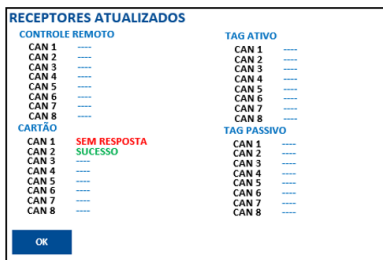 RECEPTORES ATUALIZADOS
CONTROLE REMOTO
CAN 1 ----
CAN 2 ----
CAN 3 ----
CAN 4 ----
CAN 5 ----
CAN 6 ----
CAN 7 ----
CAN 8 ----
TAG ATIVO
CAN 1 ----
CAN 2 ----
CAN 3 ----
CAN 4 ----
CAN 5 ----
CAN 6 ----
CAN 7 ----
CAN 8 ----
CARTÃO
CAN 1 SEM RESPOSTA
CAN 2 SUCESSO
CAN 3 ----
CAN 4 ----
CAN 5 ----
CAN 6 ----
CAN 7 ----
CAN 8 ----
TAG PASSIVO
CAN 1 ----
CAN 2 ----
CAN 3 ----
CAN 4 ----
CAN 5 ----
CAN 6 ----
CAN 7 ----
CAN 8 ----
OK